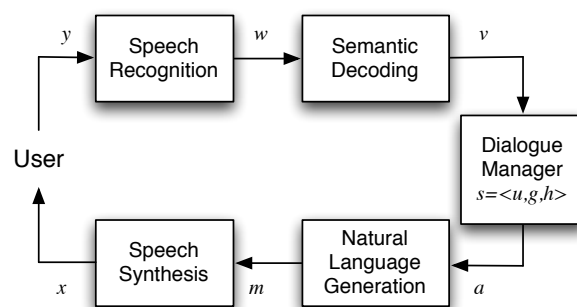 y
Speech
Recognition
w
Semantic
Decoding
v
User
Dialogue
Manager
s=<u,g,h>
Speech
Synthesis
Natural
Language
Generation
x
m
a